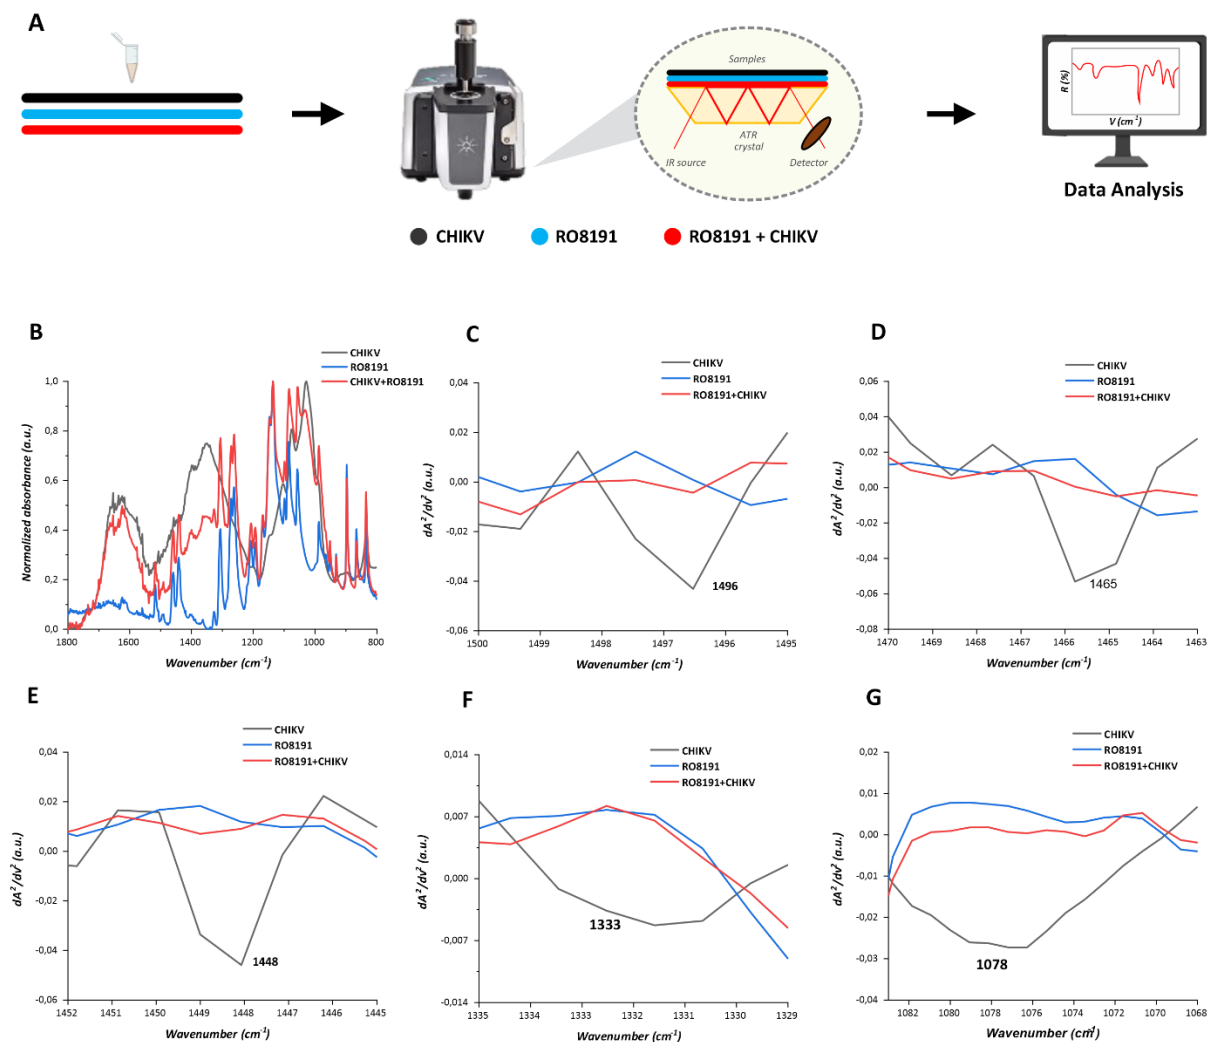 A
Samples
ATR
crystal
IR source
Detector
R (%)
V (cm⁻¹)
Data Analysis
CHIKV
RO8191
RO8191 + CHIKV
B
CHIKV
RO8191
CHIKV+RO8191
Normalized absorbance (a.u.)
1,0
0,8
0,6
0,4
0,2
0,0
1800 1600 1400 1200 1000 800
Wavenumber (cm⁻¹)
C
CHIKV
RO8191
RO8191+CHIKV
dA²/dv² (a.u.)
0,04
0,02
0,00
-0,02
-0,04
-0,06
1496
1500 1499 1498 1497 1496 1495
Wavenumber (cm⁻¹)
D
CHIKV
RO8191
RO8191+CHIKV
dA²/dv² (a.u.)
0,06
0,04
0,02
0,00
-0,02
-0,04
-0,06
-0,08
1465
1470 1469 1468 1467 1466 1465 1464 1463
Wavenumber (cm⁻¹)
E
CHIKV
RO8191
RO8191+CHIKV
dA²/dv² (a.u.)
0,04
0,02
0,00
-0,02
-0,04
-0,06
1448
1452 1451 1450 1449 1448 1447 1446 1445
Wavenumber (cm⁻¹)
F
CHIKV
RO8191
RO8191+CHIKV
dA²/dv² (a.u.)
0,014
0,007
0,000
-0,007
-0,014
1333
1335 1334 1333 1332 1331 1330 1329
Wavenumber (cm⁻¹)
G
CHIKV
RO8191
RO8191+CHIKV
dA²/dv² (a.u.)
0,02
0,01
0,00
-0,01
-0,02
-0,03
-0,04
1078
1082 1080 1078 1076 1074 1072 1070 1068
Wavenumber (cm⁻¹)